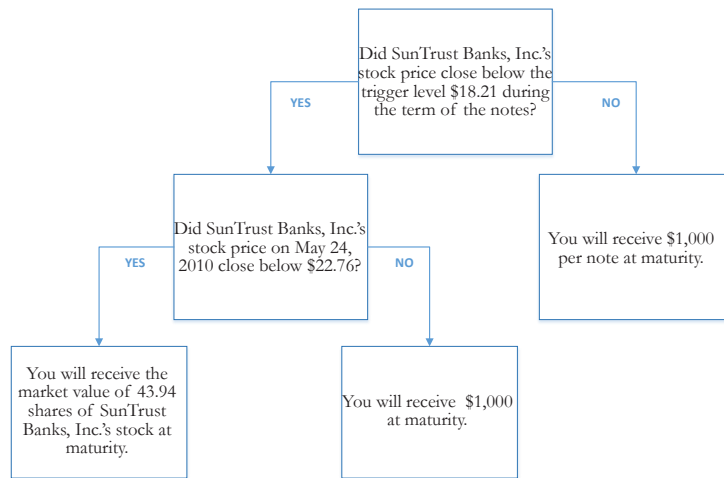 Did SunTrust Banks, Inc.'s
stock price close below the
trigger level $18.21 during
the term of the notes?
YES
NO
Did SunTrust Banks, Inc.'s
stock price on May 24,
2010 close below $22.76?
You will receive $1,000
per note at maturity.
YES
NO
You will receive the
market value of 43.94
shares of SunTrust
Banks, Inc.'s stock at
maturity.
You will receive $1,000
at maturity.